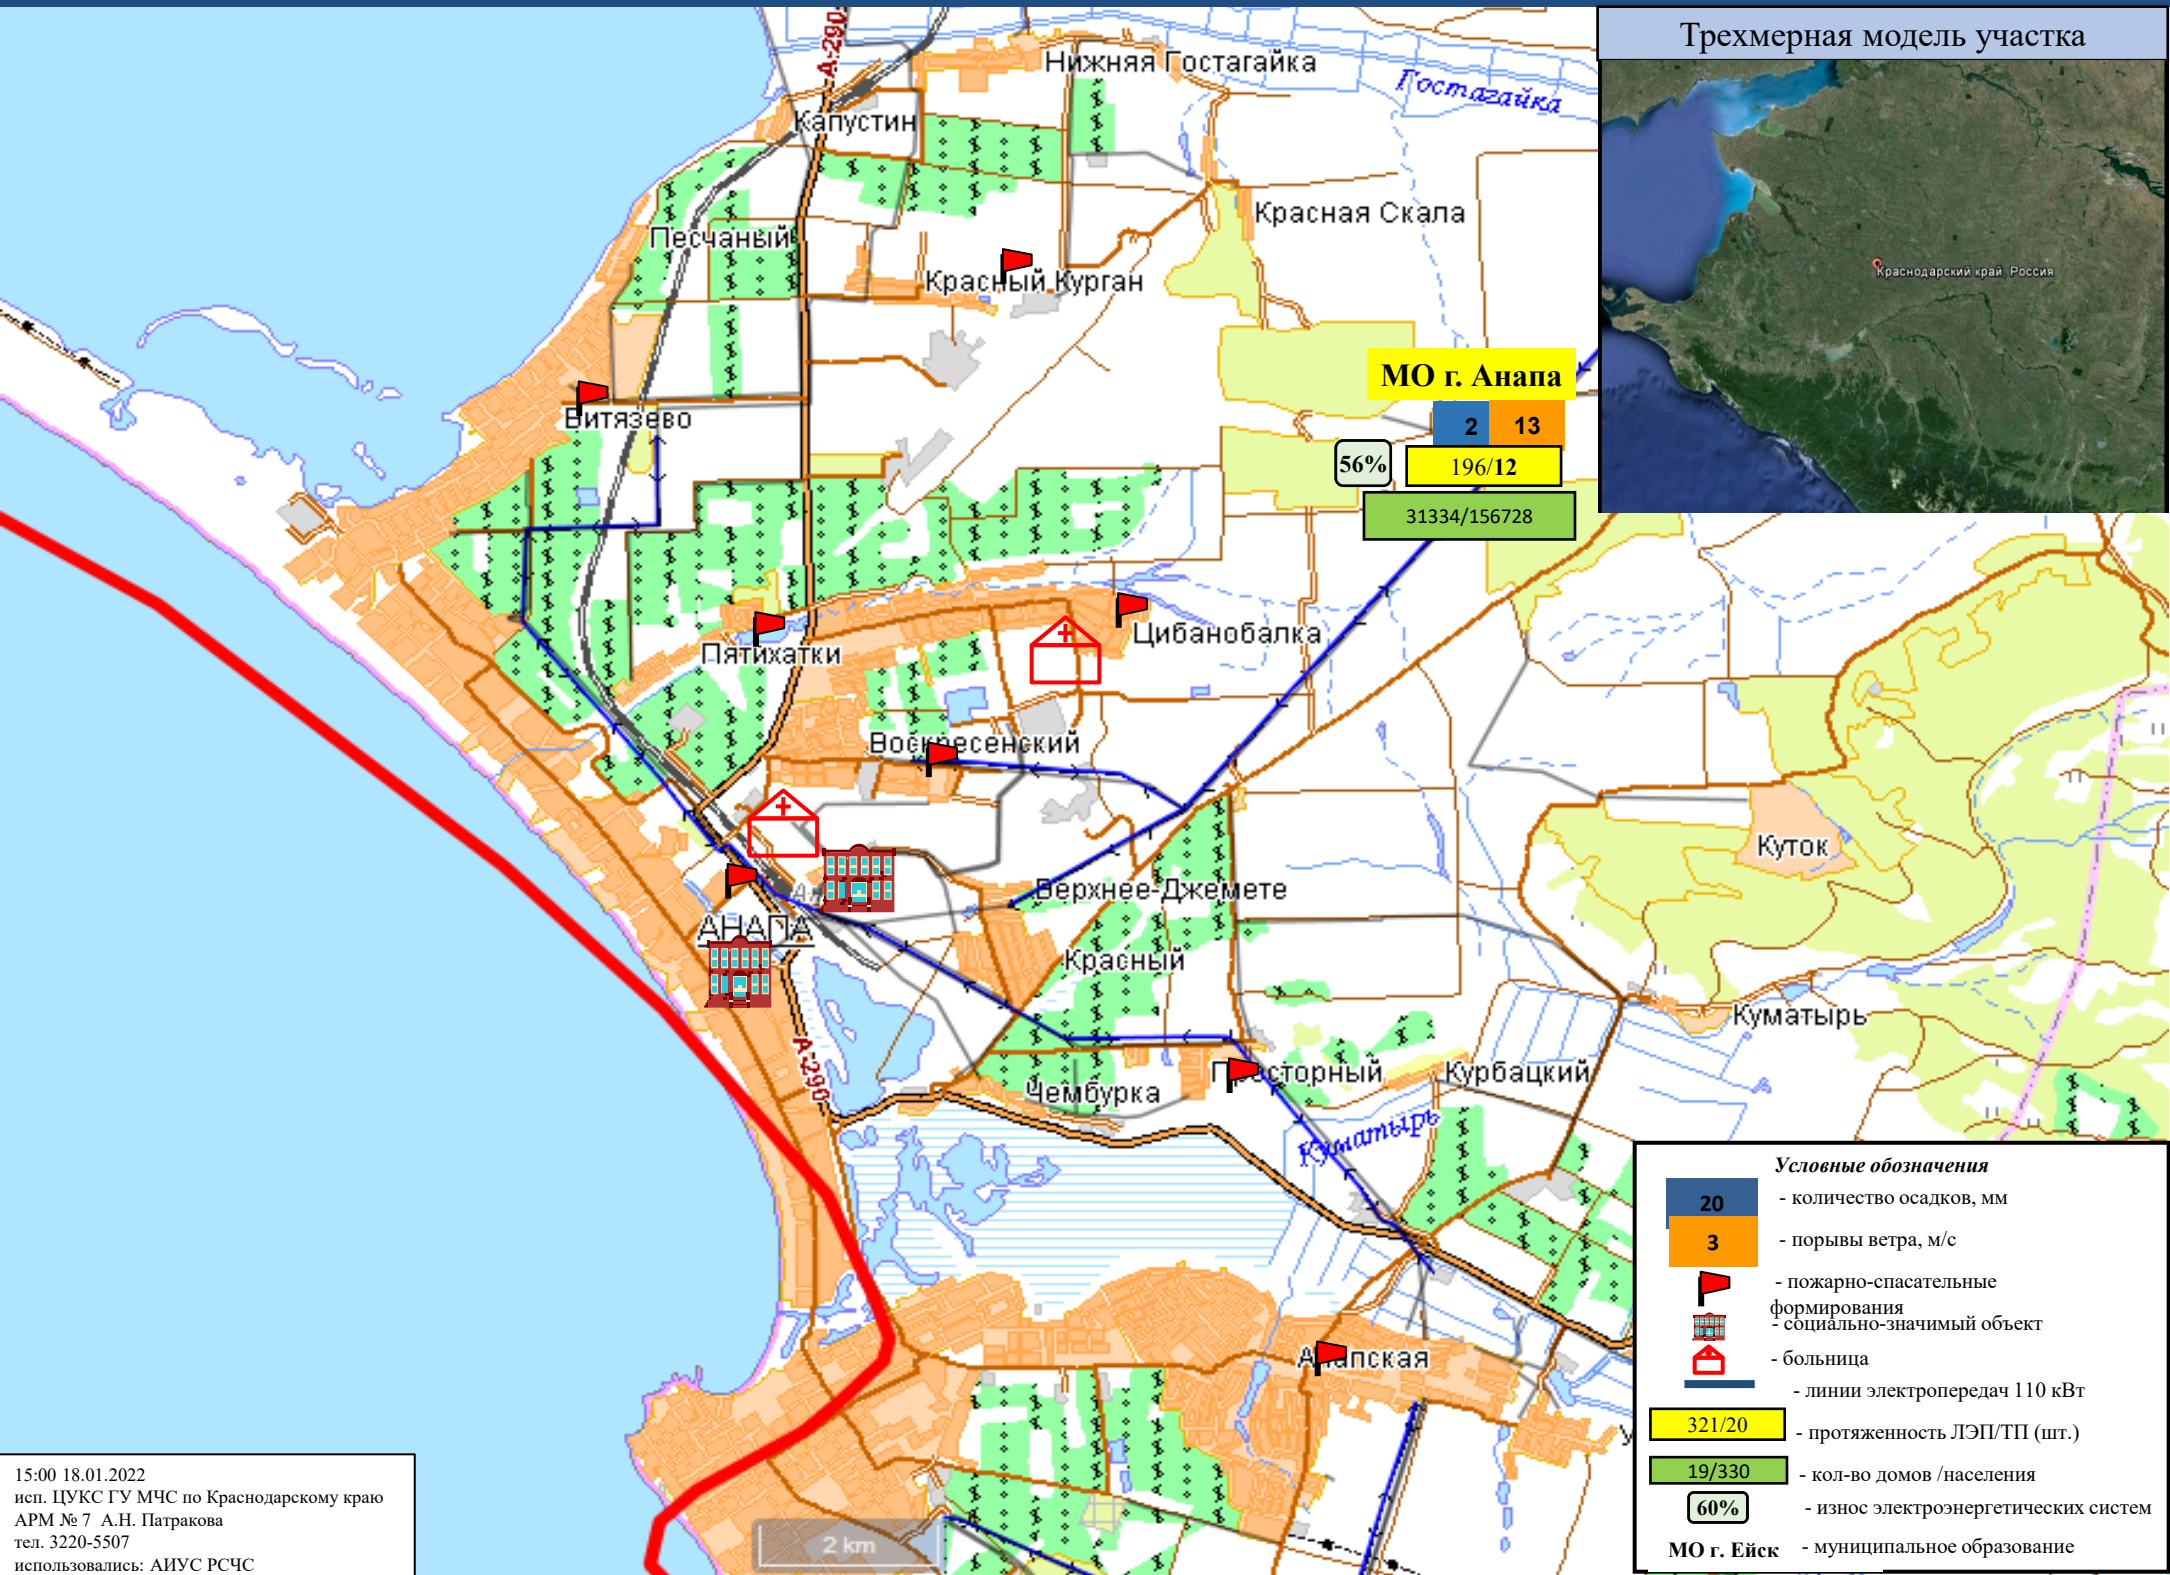 Трехмерная модель участка
А-290
Нижняя Гостагайка
Гостагайка
Капустин
Красная Скала
Песчаный
Красный Курган
Краснодарский край, Россия
МО г. Анапа
2 13
Витязево
56% 196/12
31334/156728
Цибанобалка
Пятихатки
Воскресенский
Куток
Верхнее-Джемете
АНАПА
Красный
Куматырь
А-290
Просторный
Курбацкий
Чембурка
Куматырь
Анапская
2 km
Условные обозначения
20 - количество осадков, мм
3 - порывы ветра, м/с
- пожарно-спасательные
формирования
- социально-значимый объект
- больница
- линии электропередач 110 кВт
321/20 - протяженность ЛЭП/ТП (шт.)
19/330 - кол-во домов /населения
60% - износ электроэнергетических систем
МО г. Ейск - муниципальное образование
15:00 18.01.2022
исп. ЦУКС ГУ МЧС по Краснодарскому краю
АРМ № 7 А.Н. Патракова
тел. 3220-5507
использовались: АИУС РСЧС